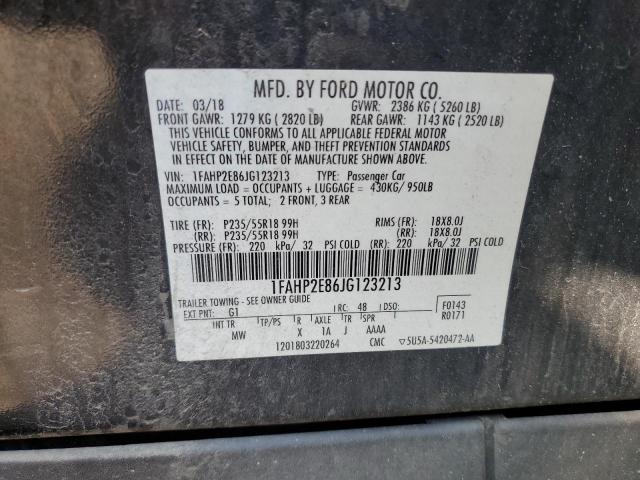 MFD. BY FORD MOTOR CO.
DATE: 03/18 GVWR: 2386 KG ( 5260 LB)
FRONT GAWR: 1279 KG ( 2820 LB) REAR GAWR: 1143 KG ( 2520 LB)
THIS VEHICLE CONFORMS TO ALL APPLICABLE FEDERAL MOTOR
VEHICLE SAFETY, BUMPER, AND THEFT PREVENTION STANDARDS
IN EFFECT ON THE DATE OF MANUFACTURE SHOWN ABOVE.
VIN: 1FAHP2E86JG123213 TYPE: Passenger Car
MAXIMUM LOAD = OCCUPANTS + LUGGAGE = 430KG/ 950LB
OCCUPANTS = 5 TOTAL; 2 FRONT, 3 REAR
TIRE (FR): P235/55R18 99H RIMS (FR): 18X8.0J
(RR): P235/55R18 99H (RR): 18X8.0J
PRESSURE (FR): 220 kPa/ 32 PSI COLD (RR): 220 kPa/ 32 PSI COLD
1FAHP2E86JG123213
TRAILER TOWING - SEE OWNER GUIDE
EXT PNT: G1 RC: 48 DSO: F0143
INT TR TP/PS R AXLE TR SPR R0171
MW X 1A J AAAA
1201803220264 CMC ▽5U5A-5420472-AA